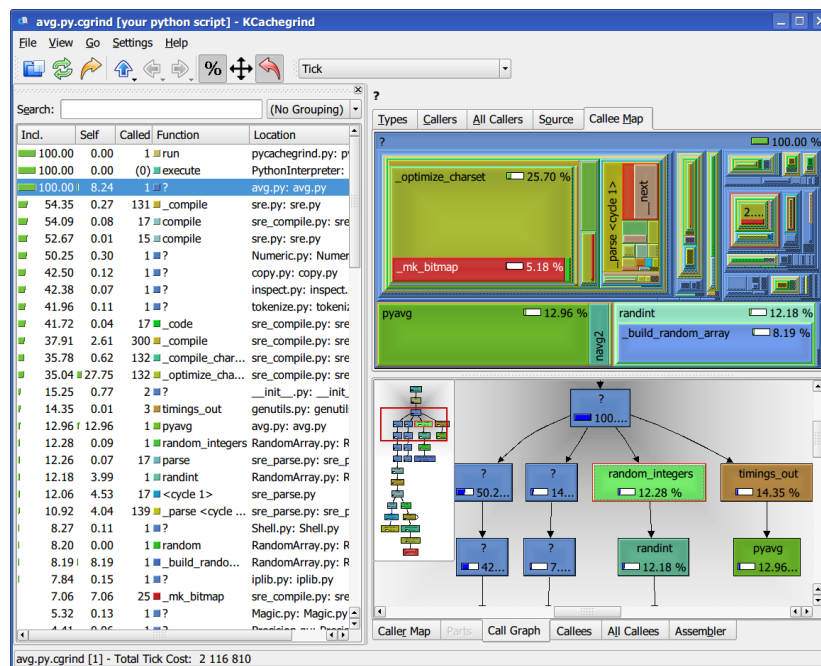 avg.py.cgrind [your python script] - KCachegrind
File View Go Settings Help
% Tick
Search: (No Grouping)
Incl. Self Called Function Location
100.00 0.00 1 run pycachegrind.py: py
100.00 0.00 (0) execute PythonInterpreter:
100.00 8.24 1 ? avg.py: avg.py
54.35 0.27 131 _compile sre.py: sre.py
54.09 0.08 17 compile sre_compile.py: sre
52.67 0.01 15 compile sre.py: sre.py
50.25 0.30 1 ? Numeric.py: Numer
42.50 0.12 1 ? copy.py: copy.py
42.38 0.07 1 ? inspect.py: inspect.
41.96 0.11 1 ? tokenize.py: tokeniz
41.72 0.04 17 _code sre_compile.py: sre
37.91 2.61 300 _compile sre_compile.py: sre
35.78 0.62 132 _compile_char... sre_compile.py: sre
35.04 27.75 132 _optimize_cha... sre_compile.py: sre
15.25 0.77 2 ? __init__.py: __init_
14.35 0.01 3 timings_out genutils.py: genutil
12.96 12.96 1 pyavg avg.py: avg.py
12.28 0.09 1 random_integers RandomArray.py: R
12.26 0.07 17 parse sre_parse.py: sre_p
12.18 3.99 1 randint RandomArray.py: R
12.06 4.53 17 <cycle 1> sre_parse.py
10.92 4.04 139 _parse <cycle ... sre_parse.py: sre_p
8.27 0.11 1 ? Shell.py: Shell.py
8.20 0.00 1 random RandomArray.py: R
8.19 8.19 1 _build_rando... RandomArray.py: R
7.84 0.15 1 ? iplib.py: iplib.py
7.06 7.06 25 _mk_bitmap sre_compile.py: sre
5.32 0.13 1 ? Magic.py: Magic.py
?
Types Callers All Callers Source Callee Map
? 100.00 %
_optimize_charset 25.70 %
_mk_bitmap 5.18 %
_parse <cycle 1>
__next
2....
pyavg 12.96 %
navg2
randint 12.18 %
_build_random_array 8.19 %
?
100....
?
50.2...
?
14...
random_integers
12.28 %
timings_out
14.35 %
?
42...
?
7....
randint
12.18 %
pyavg
12.96...
Caller Map Parts Call Graph Callees All Callees Assembler
avg.py.cgrind [1] - Total Tick Cost: 2 116 810